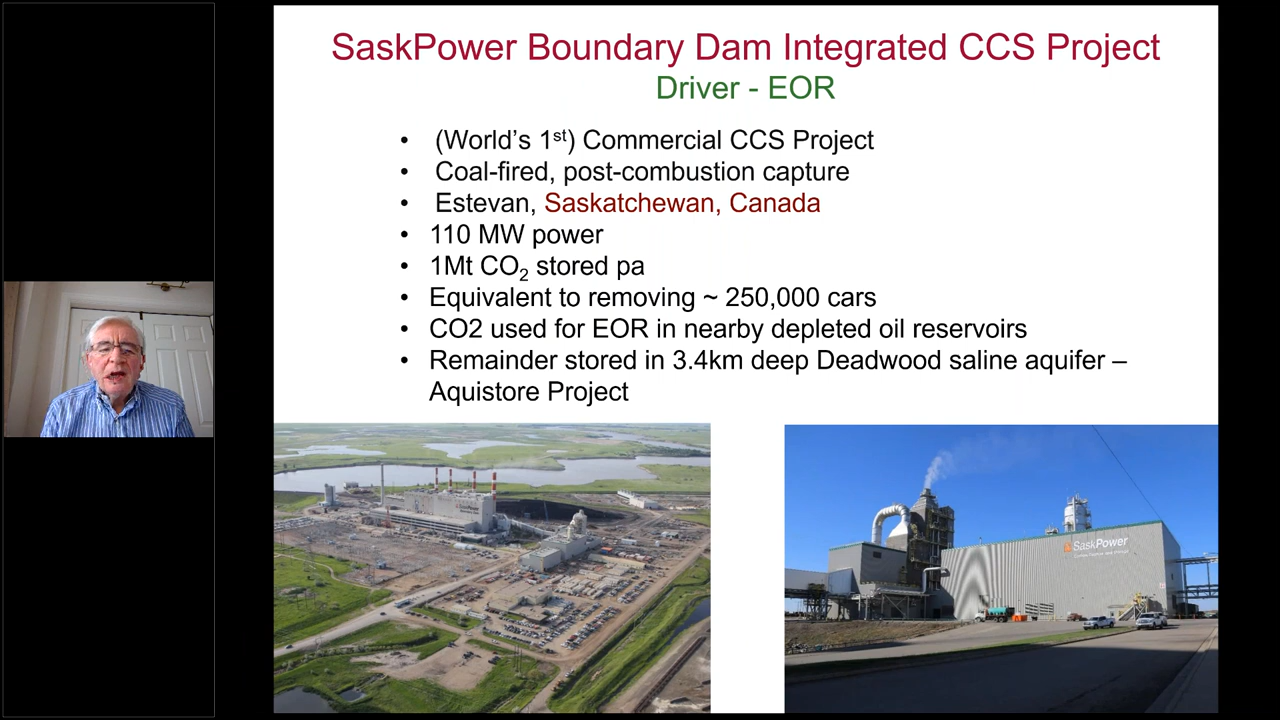 SaskPower Boundary Dam Integrated CCS Project
Driver - EOR
• (World’s 1st) Commercial CCS Project
• Coal-fired, post-combustion capture
• Estevan, Saskatchewan, Canada
• 110 MW power
• 1Mt CO2 stored pa
• Equivalent to removing ~ 250,000 cars
• CO2 used for EOR in nearby depleted oil reservoirs
• Remainder stored in 3.4km deep Deadwood saline aquifer –
Aquistore Project
SaskPower
SaskPower